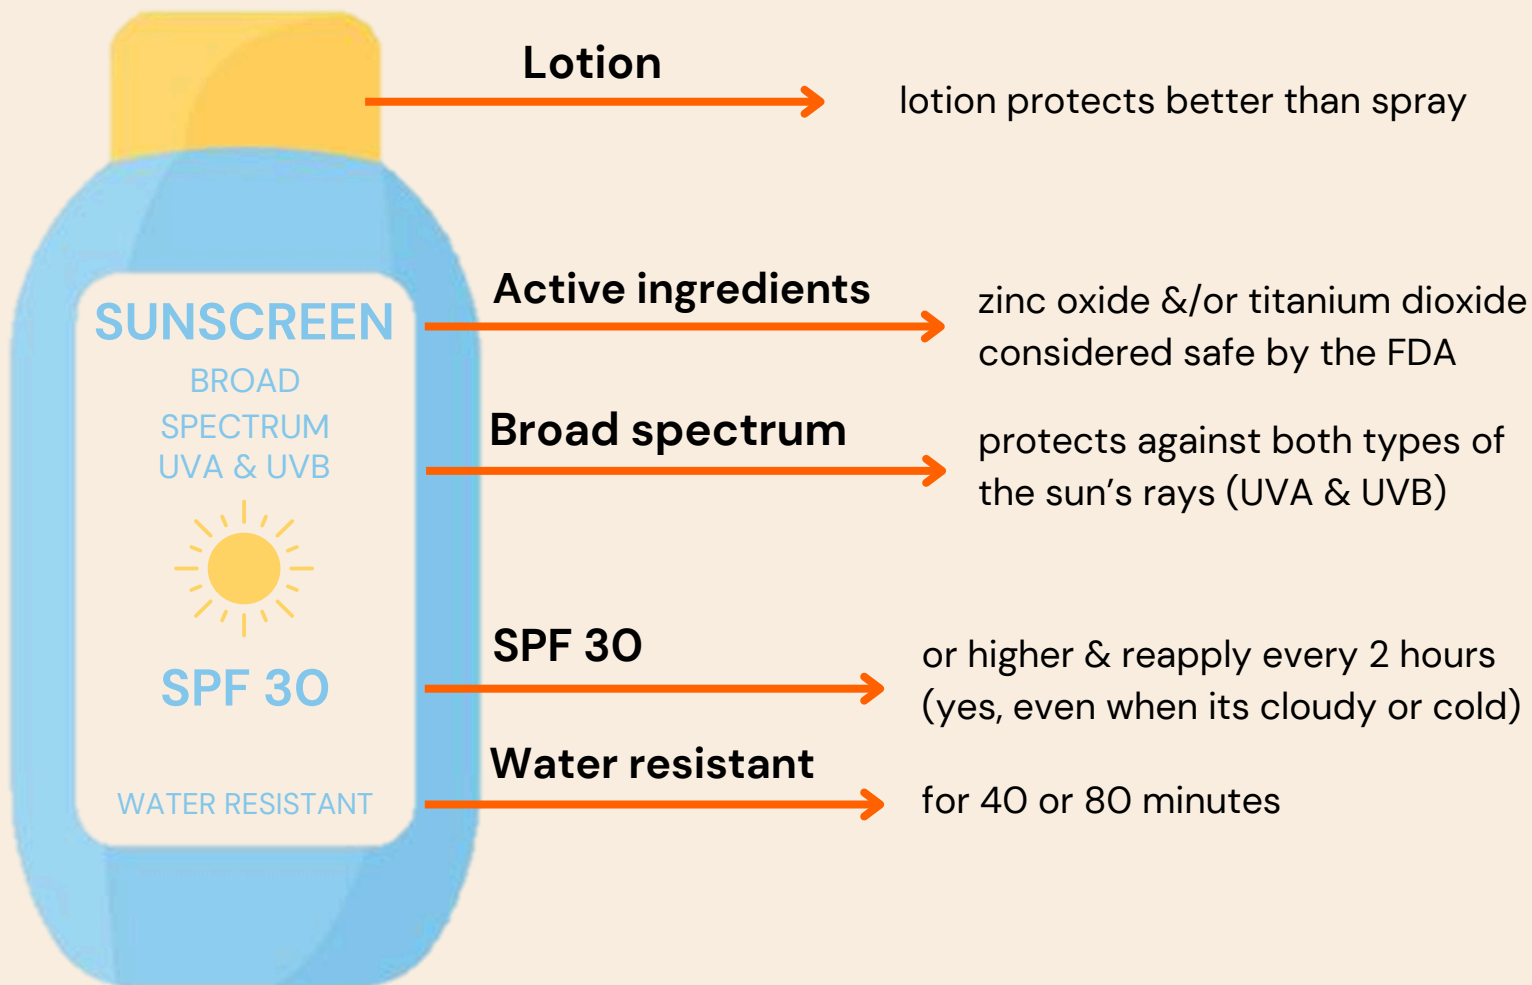 Lotion
lotion protects better than spray
SUNSCREEN
BROAD
SPECTRUM
UVA & UVB
SPF 30
WATER RESISTANT
Active ingredients
zinc oxide &/or titanium dioxide
considered safe by the FDA
Broad spectrum
protects against both types of
the sun’s rays (UVA & UVB)
SPF 30
or higher & reapply every 2 hours
(yes, even when its cloudy or cold)
Water resistant
for 40 or 80 minutes